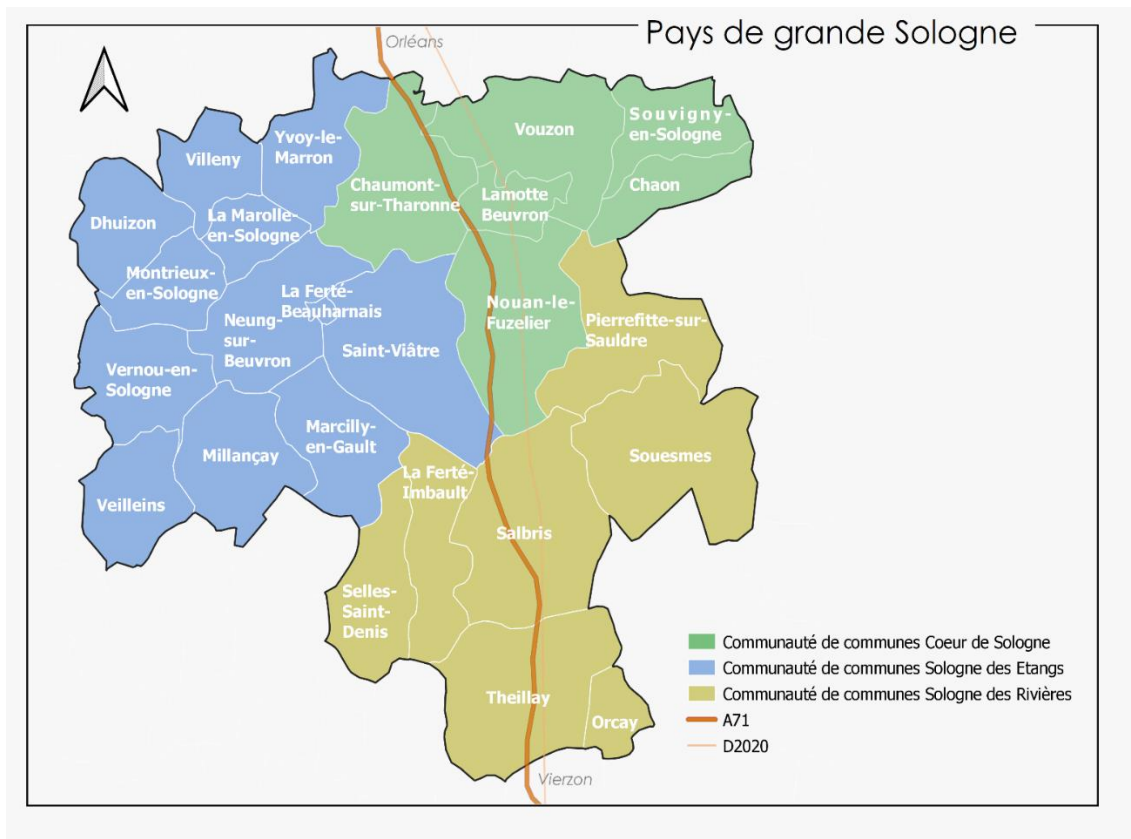 Pays de grande Sologne
Orléans
Souvigny-
en-Sologne
Vouzon
Yvoy-le-
Marron
Villeny
Chaumont-
sur-Tharonne
Lamotte
Beuvron
Chaon
Dhuizon
La Marolle-
en-Sologne
Montrieux-
en-Sologne
La Ferté-
Beauharnais
Nouan-le-
Fuzelier
Neung-
sur-
Beuvron
Pierrefitte-sur-
Sauldre
Saint-Viâtre
Vernou-en-
Sologne
Marcilly-
en-Gault
Millançay
Souesmes
La Ferté-
Imbault
Veilleins
Salbris
Selles-
Saint-
Denis
Theillay
Orcay
Vierzon
Communauté de communes Coeur de Sologne
Communauté de communes Sologne des Etangs
Communauté de communes Sologne des Rivières
A71
D2020